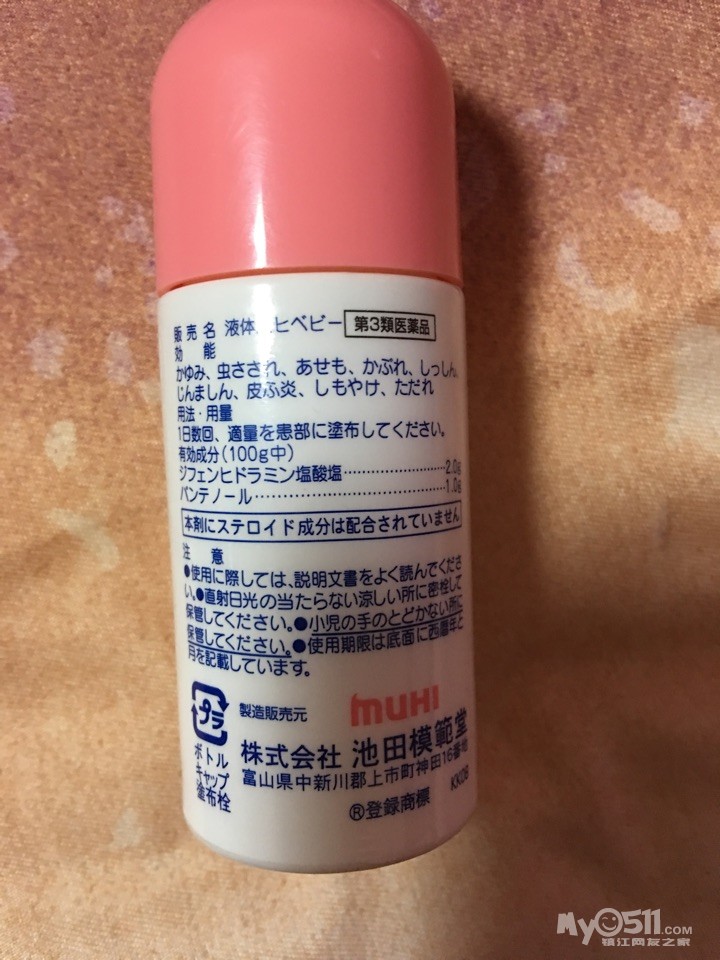 販売名 液体 ヒベビー 第3類医薬品
効 能
かゆみ、虫さされ、あせも、かぶれ、しっしん、
じんましん、皮ふ炎、しもやけ、ただれ
用法・用量
1日数回、適量を患部に塗布してください。
有効成分(100g中)
ジフェンヒドラミン塩酸塩……………………2.0g
パンテノール……………………………………1.0g
本剤にステロイド成分は配合されていません
注 意
●使用に際しては、説明文書をよく読んでくださ
い。●直射日光の当たらない涼しい所に密栓して
保管してください。●小児の手のとどかない所に
保管してください。●使用期限は底面に西暦年と
月を記載しています。
プラ
ボトル
キャップ
塗布栓
製造販売元 MUHI
株式会社 池田模範堂
富山県中新川郡上市町神田16番地
®登録商標
KK08
My0511.com
镇江网友之家